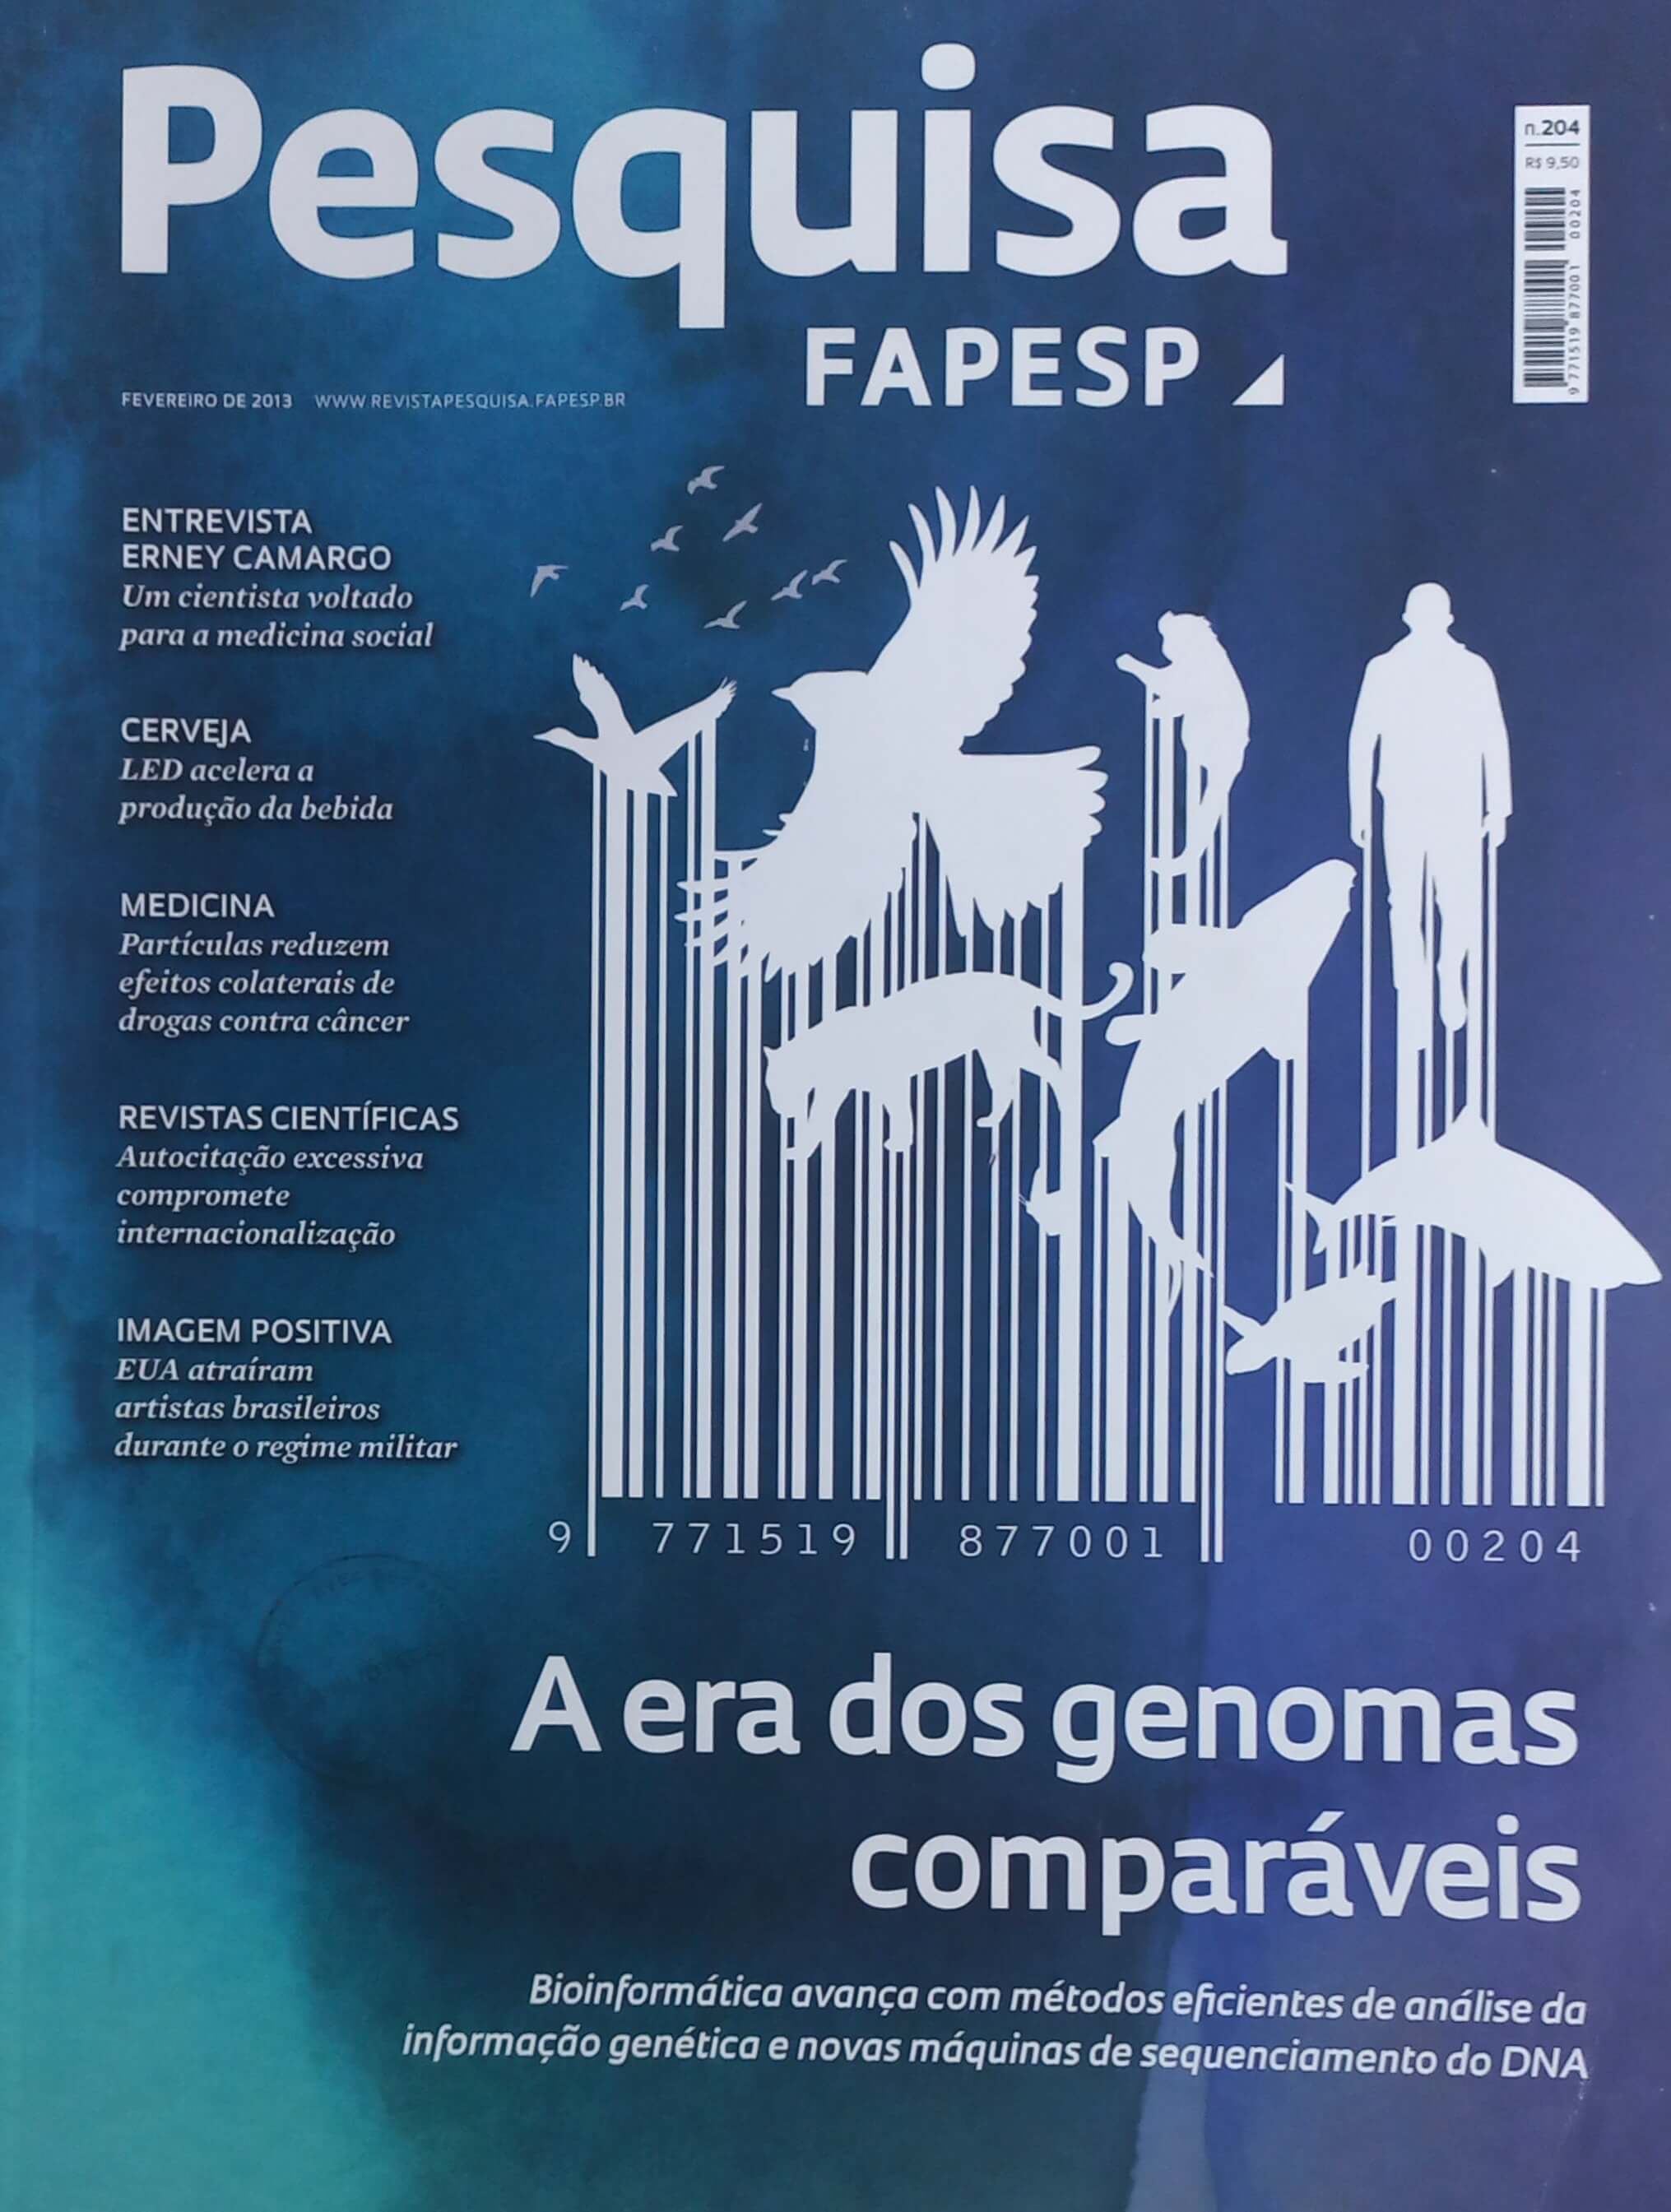 Pesquisa
FAPESP
n.204
R$ 9,50
00204
9 771519 877001
FEVEREIRO DE 2013 WWW.REVISTAPESQUISA.FAPESP.BR
ENTREVISTA
ERNEY CAMARGO
Um cientista voltado
para a medicina social
CERVEJA
LED acelera a
produção da bebida
MEDICINA
Partículas reduzem
efeitos colaterais de
drogas contra câncer
REVISTAS CIENTÍFICAS
Autocitação excessiva
compromete
internacionalização
IMAGEM POSITIVA
EUA atraíram
artistas brasileiros
durante o regime militar
9 771519 877001 00204
A era dos genomas
comparáveis
Bioinformática avança com métodos eficientes de análise da
informação genética e novas máquinas de sequenciamento do DNA